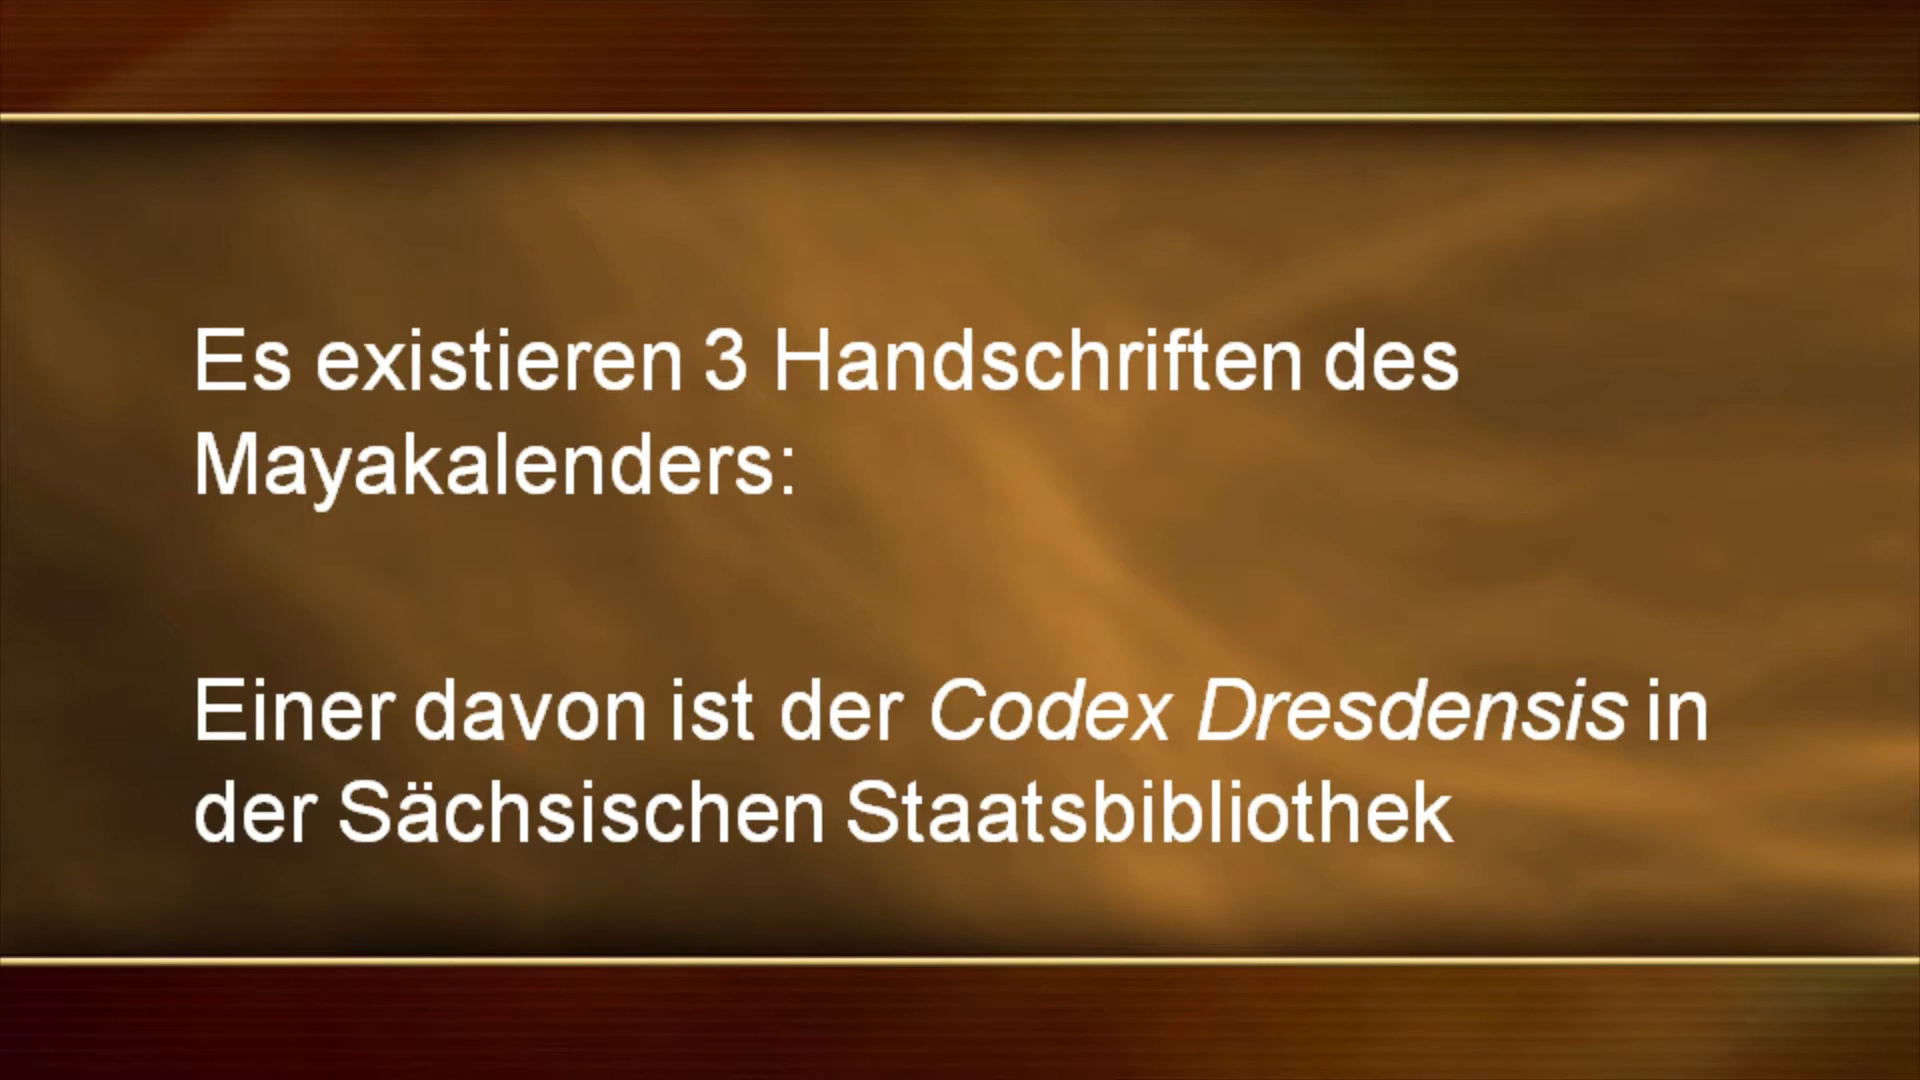 Es existieren 3 Handschriften des
Mayakalenders:
Einer davon ist der Codex Dresdensis in
der Sächsischen Staatsbibliothek